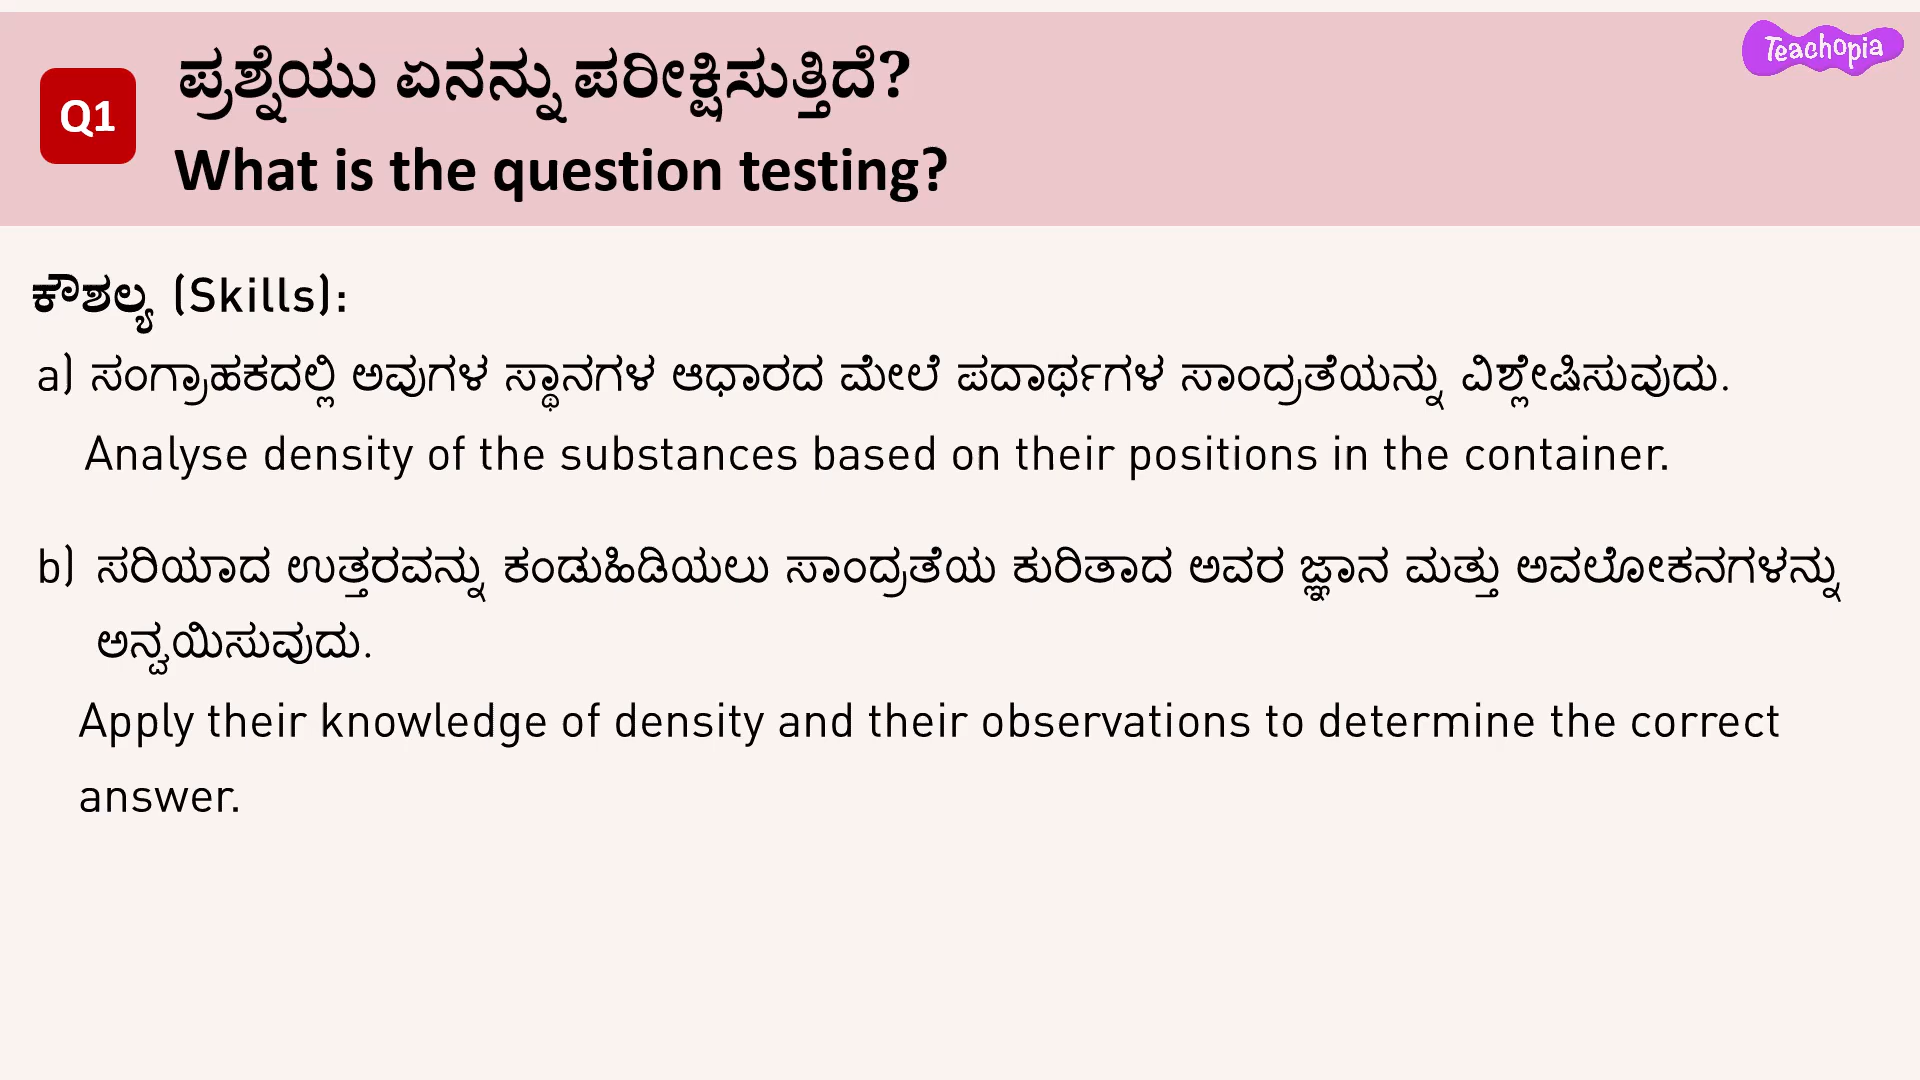 Teachopia
Q1
ಪ್ರಶ್ನೆಯು ಏನನ್ನು ಪರೀಕ್ಷಿಸುತ್ತಿದೆ?
What is the question testing?
ಕೌಶಲ್ಯ (Skills):
a) ಸಂಗ್ರಾಹಕದಲ್ಲಿ ಅವುಗಳ ಸ್ಥಾನಗಳ ಆಧಾರದ ಮೇಲೆ ಪದಾರ್ಥಗಳ ಸಾಂದ್ರತೆಯನ್ನು ವಿಶ್ಲೇಷಿಸುವುದು.
Analyse density of the substances based on their positions in the container.
b) ಸರಿಯಾದ ಉತ್ತರವನ್ನು ಕಂಡುಹಿಡಿಯಲು ಸಾಂದ್ರತೆಯ ಕುರಿತಾದ ಅವರ ಜ್ಞಾನ ಮತ್ತು ಅವಲೋಕನಗಳನ್ನು
ಅನ್ವಯಿಸುವುದು.
Apply their knowledge of density and their observations to determine the correct
answer.